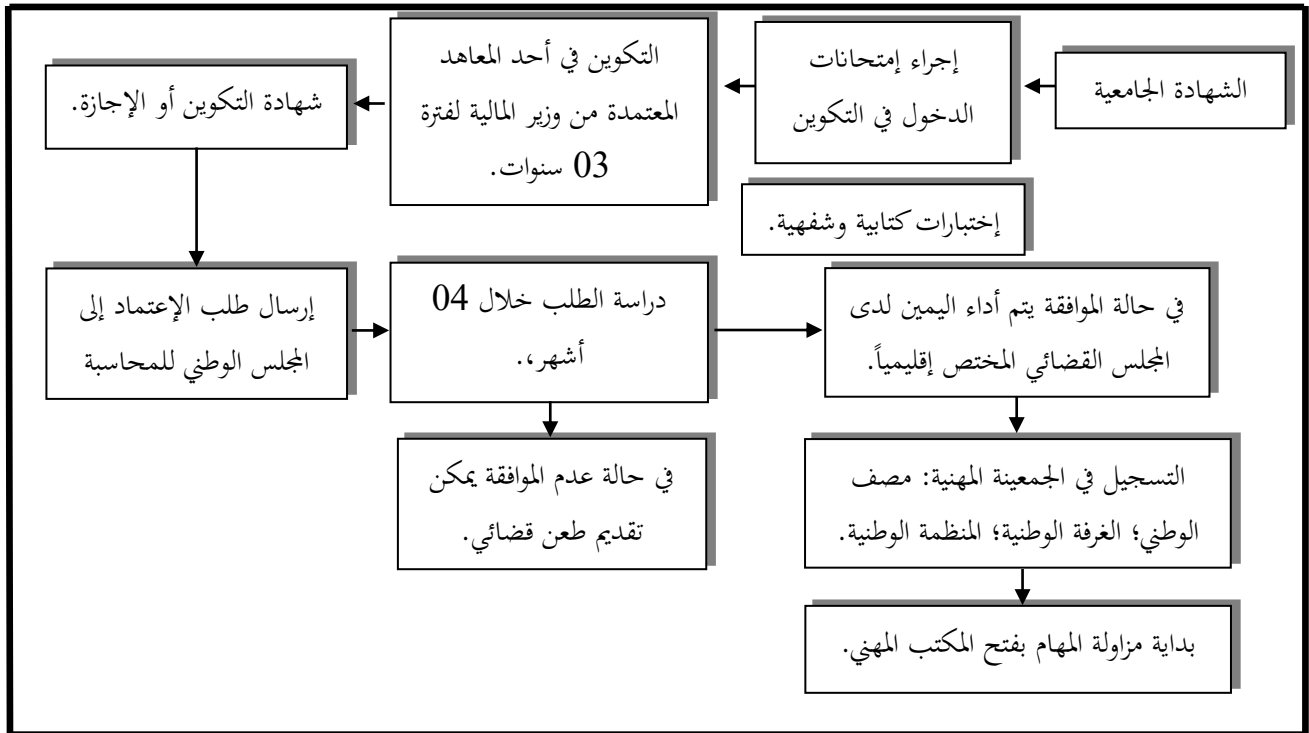 الشهادة الجامعية
إجراء إمتحانات
الدخول في التكوين
التكوين في أحد المعاهد
المعتمدة من وزير المالية لفترة
03 سنوات.
شهادة التكوين أو الإجازة.
إختبارات كتابية وشفهية.
إرسال طلب الإعتماد إلى
المجلس الوطني للمحاسبة
دراسة الطلب خلال 04
أشهر،.
في حالة الموافقة يتم أداء اليمين لدى
المجلس القضائي المختص إقليمياً.
في حالة عدم الموافقة يمكن
تقديم طعن قضائي.
التسجيل في الجمعينة المهنية: مصف
الوطني؛ الغرفة الوطنية؛ المنظمة الوطنية.
بداية مزاولة المهام بفتح المكتب المهني.